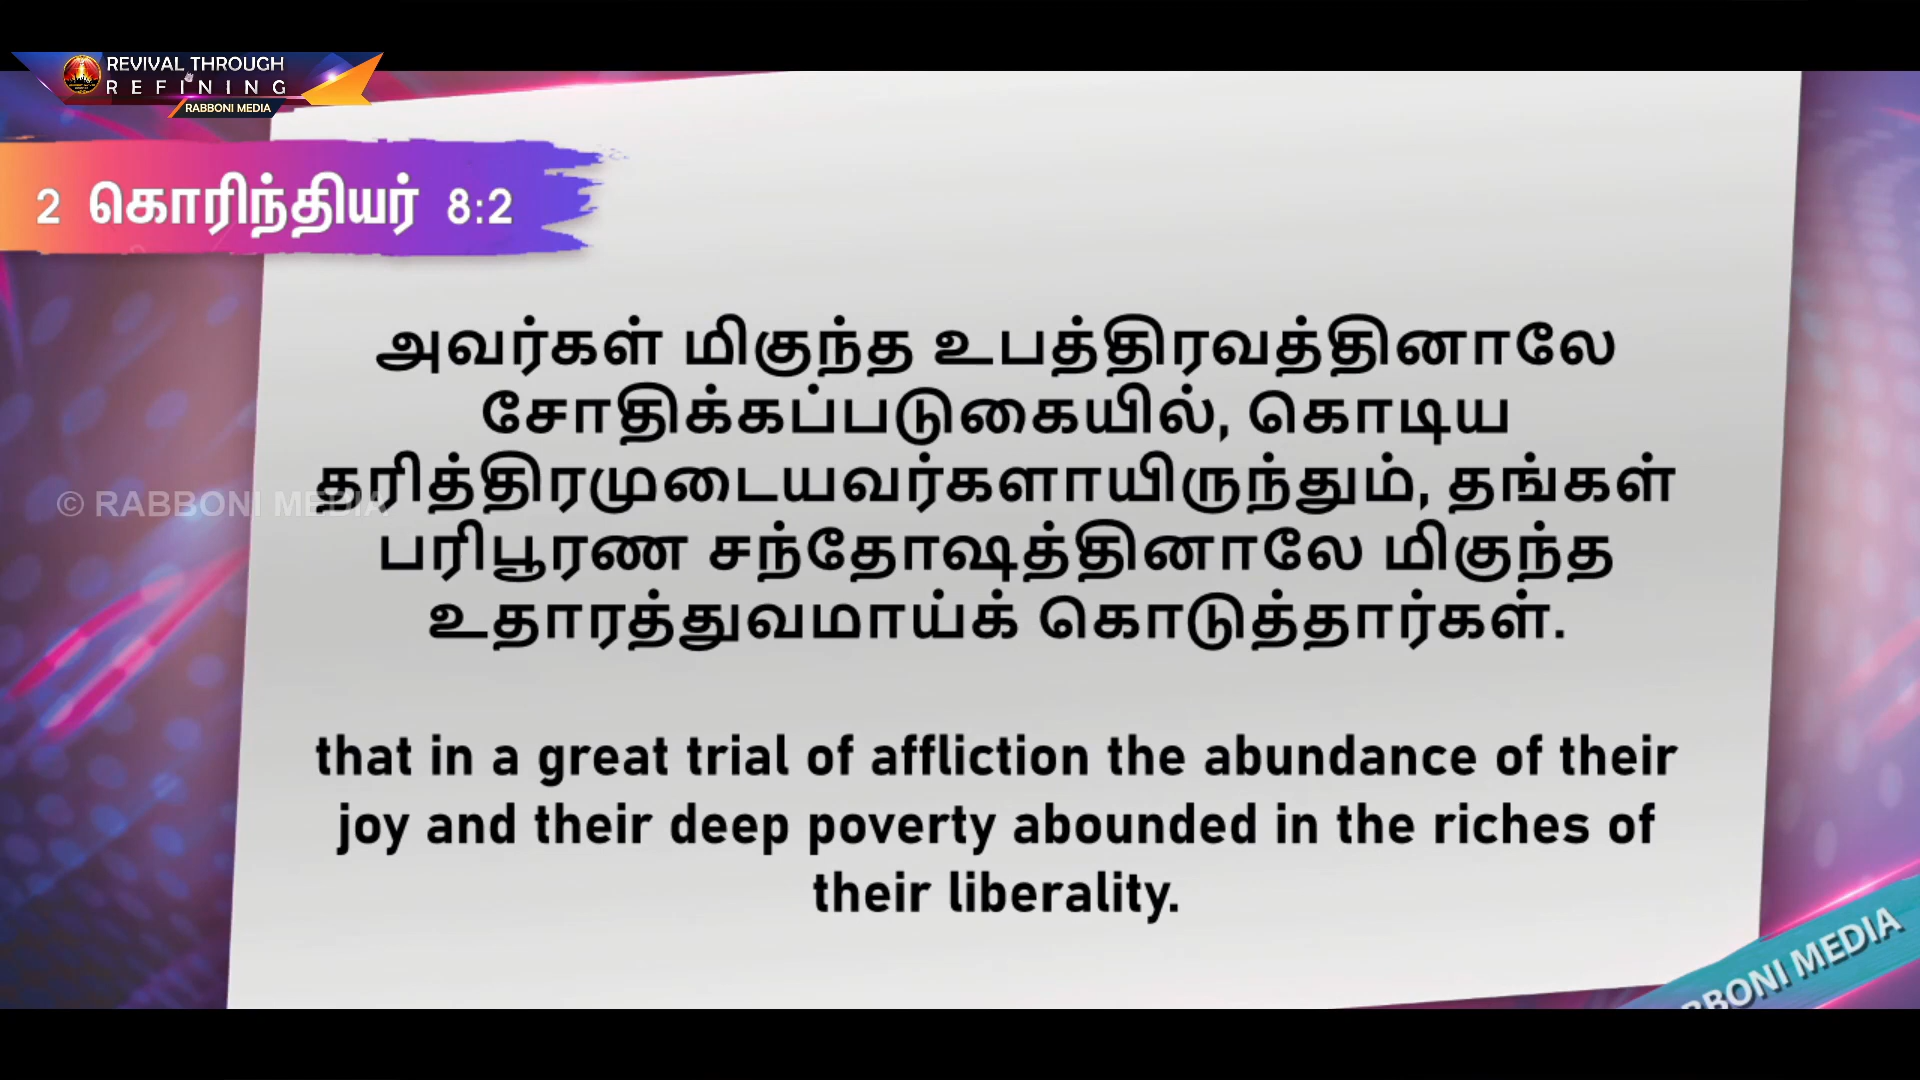 REVIVAL THROUGH
REFINING
RABBONI MEDIA
2 கொரிந்தியர் 8:2
அவர்கள் மிகுந்த உபத்திரவத்தினாலே
சோதிக்கப்படுகையில், கொடிய
தரித்திரமுடையவர்களாயிருந்தும், தங்கள்
© RABBONI MEDIA
பரிபூரண சந்தோஷத்தினாலே மிகுந்த
உதாரத்துவமாய்க் கொடுத்தார்கள்.
that in a great trial of affliction the abundance of their
joy and their deep poverty abounded in the riches of
their liberality.
BBONI MEDIA